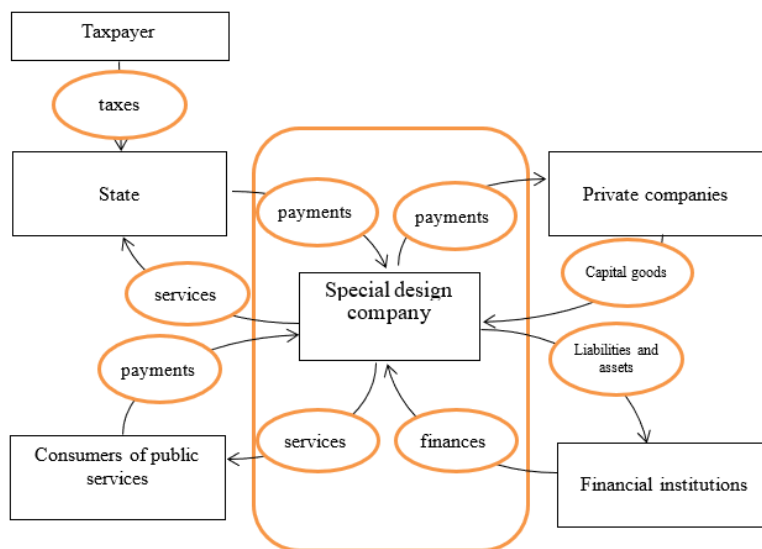 Taxpayer
taxes
State
payments
payments
Private companies
services
Special design
company
Capital goods
payments
Liabilities and
assets
Consumers of public
services
services
finances
Financial institutions